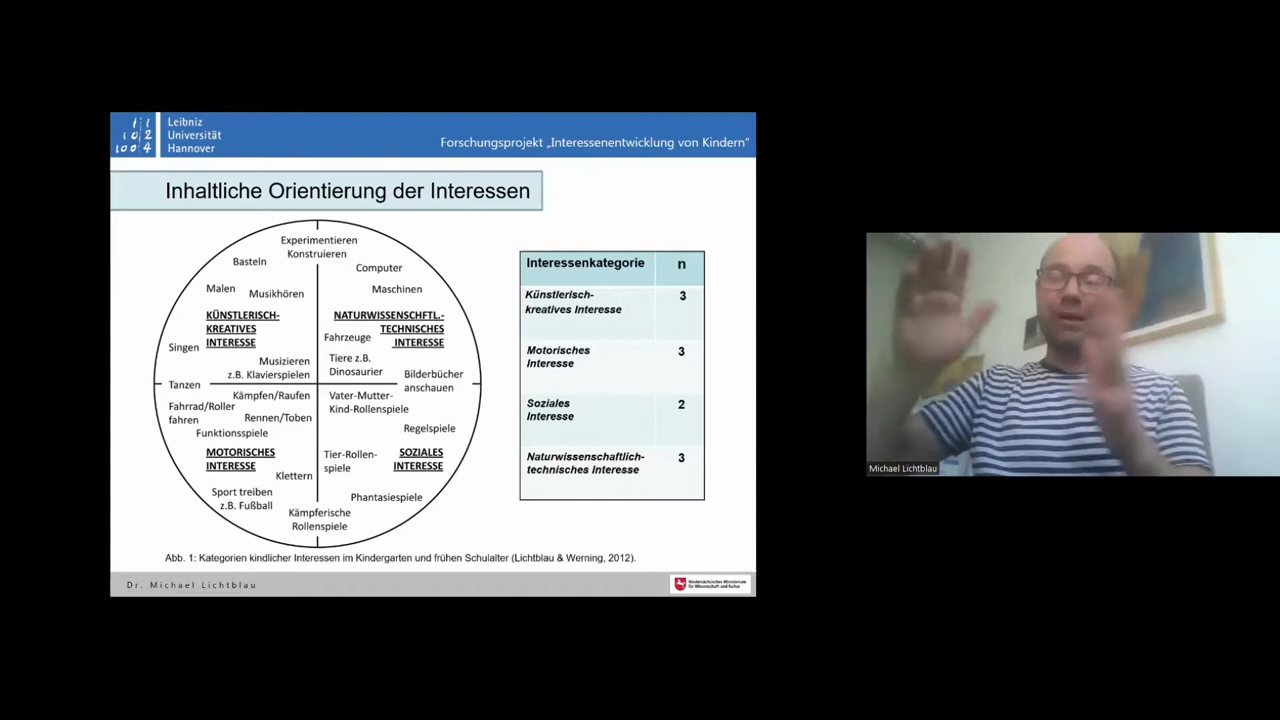 Leibniz
Universität
Hannover
Forschungsprojekt „Interessenentwicklung von Kindern“
Inhaltliche Orientierung der Interessen
Experimentieren
Konstruieren
Basteln
Computer
Malen
Musikhören
Maschinen
KÜNSTLERISCH-
KREATIVES
INTERESSE
NATURWISSENSCHFTL.-
TECHNISCHES
INTERESSE
Singen
Fahrzeuge
Musizieren
z.B. Klavierspielen
Tiere z.B.
Dinosaurier
Bilderbücher
anschauen
Tanzen
Kämpfen/Raufen
Vater-Mutter-
Kind-Rollenspiele
Fahrrad/Roller
fahren
Rennen/Toben
Funktionsspiele
Regelspiele
MOTORISCHES
INTERESSE
Tier-Rollen-
spiele
SOZIALES
INTERESSE
Klettern
Sport treiben
z.B. Fußball
Phantasiespiele
Kämpferische
Rollenspiele
Interessenkategorie n
Künstlerisch-
kreatives Interesse 3
Motorisches
Interesse 3
Soziales
Interesse 2
Naturwissenschaftlich-
technisches Interesse 3
Abb. 1: Kategorien kindlicher Interessen im Kindergarten und frühen Schulalter (Lichtblau & Werning, 2012).
Dr. Michael Lichtblau
Niedersächsisches Ministerium
für Wissenschaft und Kultur
Michael Lichtblau